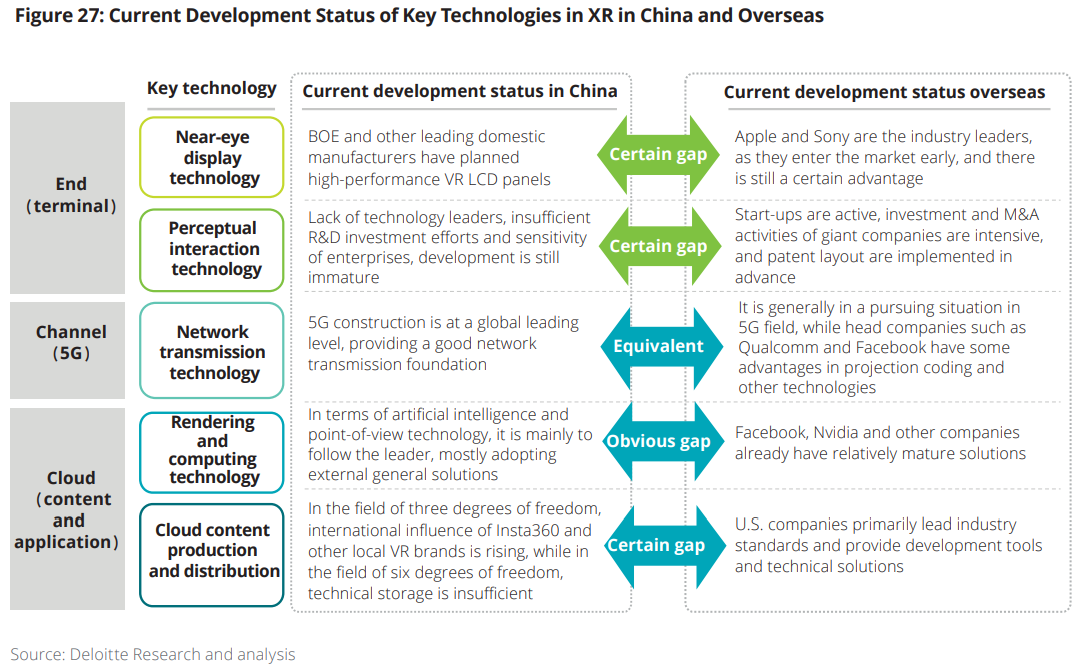 Figure 27: Current Development Status of Key Technologies in XR in China and Overseas
Key technology
Current development status in China
Current development status overseas
End
(terminal)
Near-eye
display
technology
BOE and other leading domestic
manufacturers have planned
high-performance VR LCD panels
Certain gap
Apple and Sony are the industry leaders,
as they enter the market early, and there
is still a certain advantage
Perceptual
interaction
technology
Lack of technology leaders, insufficient
R&D investment efforts and sensitivity
of enterprises, development is still
immature
Certain gap
Start-ups are active, investment and M&A
activities of giant companies are intensive,
and patent layout are implemented in
advance
Channel
(5G)
Network
transmission
technology
5G construction is at a global leading
level, providing a good network
transmission foundation
Equivalent
It is generally in a pursuing situation in
5G field, while head companies such as
Qualcomm and Facebook have some
advantages in projection coding and
other technologies
Cloud
(content
and
application)
Rendering
and
computing
technology
In terms of artificial intelligence and
point-of-view technology, it is mainly to
follow the leader, mostly adopting
external general solutions
Obvious gap
Facebook, Nvidia and other companies
already have relatively mature solutions
Cloud content
production
and distribution
In the field of three degrees of freedom,
international influence of Insta360 and
other local VR brands is rising, while in
the field of six degrees of freedom,
technical storage is insufficient
Certain gap
U.S. companies primarily lead industry
standards and provide development tools
and technical solutions
Source: Deloitte Research and analysis